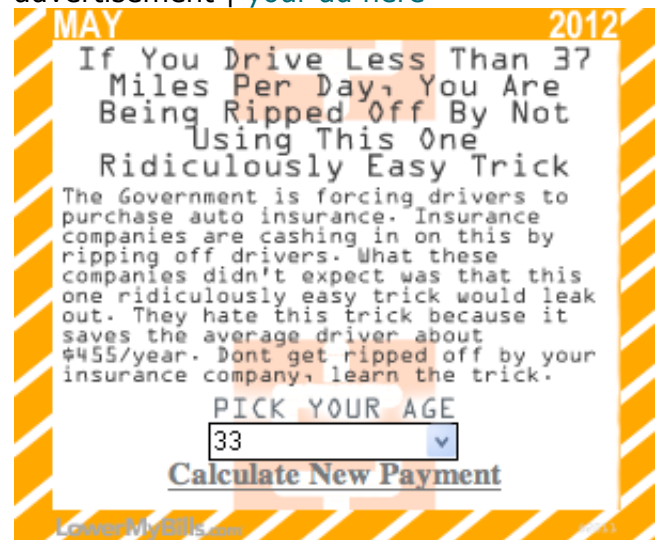 advertisement | your ad here
MAY 2012
If You Drive Less Than 37
Miles Per Day, You Are
Being Ripped Off By Not
Using This One
Ridiculously Easy Trick
The Government is forcing drivers to
purchase auto insurance. Insurance
companies are cashing in on this by
ripping off drivers. What these
companies didn't expect was that this
one ridiculously easy trick would leak
out. They hate this trick because it
saves the average driver about
$455/year. Dont get ripped off by your
insurance company, learn the trick.
PICK YOUR AGE
33
Calculate New Payment
LowerMyBills.com